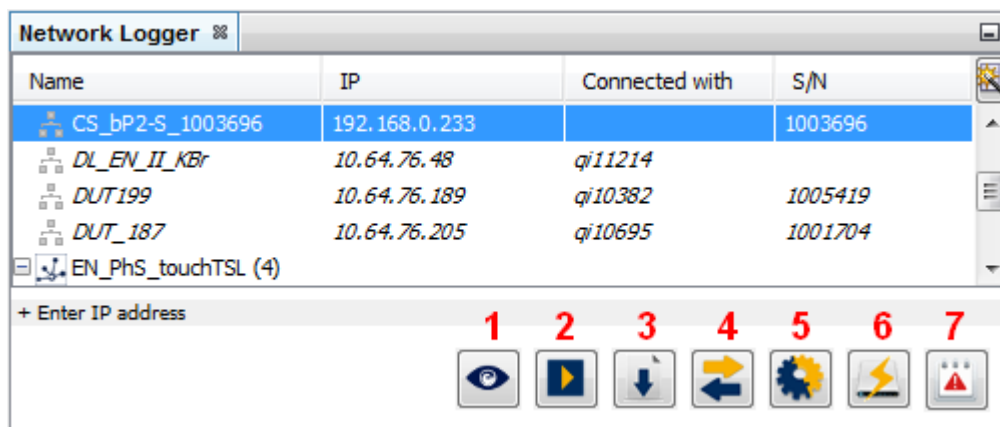 Network Logger
Name IP Connected with S/N
CS_bP2-S_1003696 192.168.0.233 1003696
DL_EN_II_KBr 10.64.76.48 qi11214
DUT199 10.64.76.189 qi10382 1005419
DUT_187 10.64.76.205 qi10695 1001704
EN_PhS_touchTSL (4)
+ Enter IP address
1 2 3 4 5 6 7